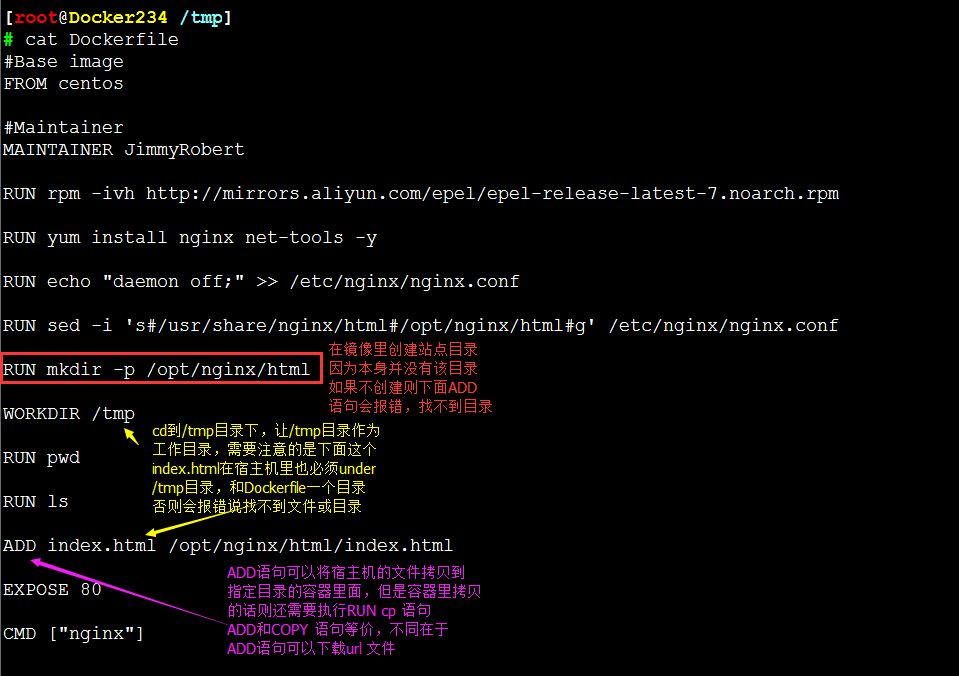 [root@Docker234 /tmp]
# cat Dockerfile
#Base image
FROM centos
#Maintainer
MAINTAINER JimmyRobert
RUN rpm -ivh http://mirrors.aliyun.com/epel/epel-release-latest-7.noarch.rpm
RUN yum install nginx net-tools -y
RUN echo "daemon off;" >> /etc/nginx/nginx.conf
RUN sed -i 's#/usr/share/nginx/html#/opt/nginx/html#g' /etc/nginx/nginx.conf
RUN mkdir -p /opt/nginx/html
在镜像里创建站点目录
因为本身并没有该目录
如果不创建则下面ADD
语句会报错，找不到目录
WORKDIR /tmp
cd到/tmp目录下，让/tmp目录作为
工作目录，需要注意的是下面这个
index.html在宿主机里也必须under
/tmp目录，和Dockerfile一个目录
否则会报错说找不到文件或目录
RUN pwd
RUN ls
ADD index.html /opt/nginx/html/index.html
ADD语句可以将宿主机的文件拷贝到
指定目录的容器里面，但是容器里拷贝
的话则还需要执行RUN cp 语句
ADD和COPY 语句等价，不同在于
ADD语句可以下载url 文件
EXPOSE 80
CMD ["nginx"]